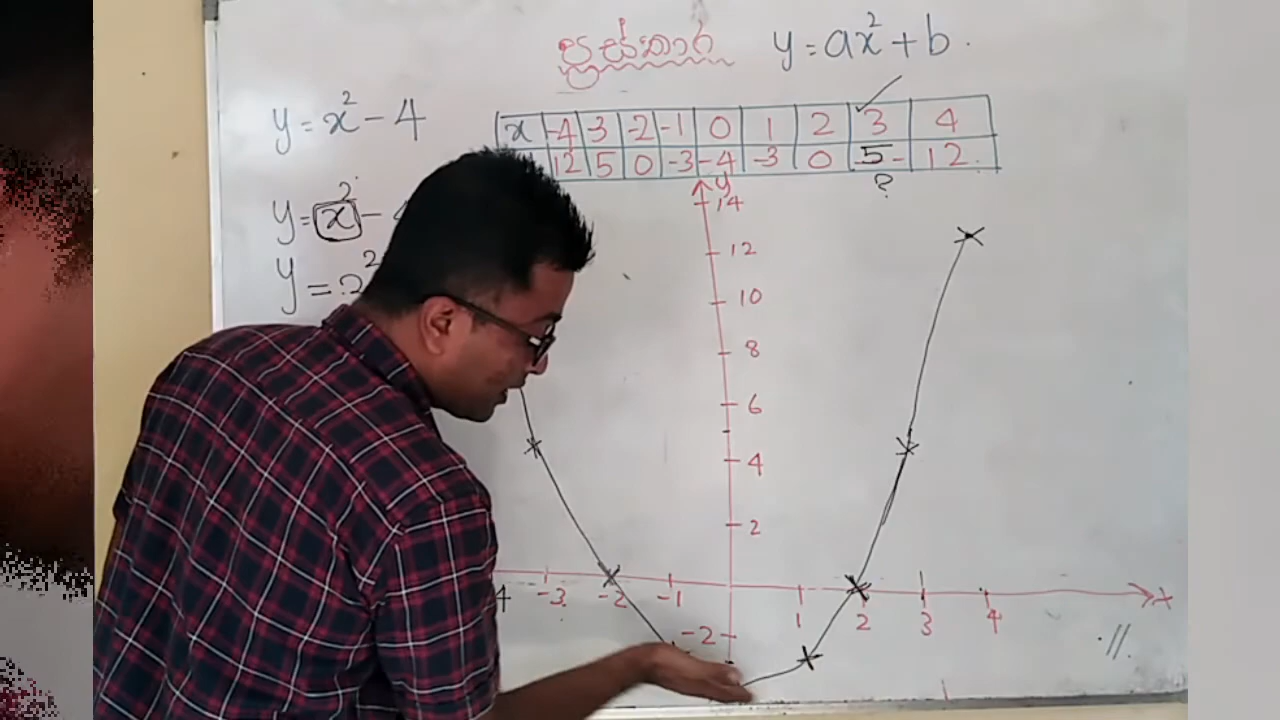 ප්‍රස්තාර y=ax²+b.
y=x²-4
x -4 3 -2 -1 0 1 2 3 4
12 5 0 -3 -4 -3 0 5 12
?
y=x²-
y=2²
y
14
12
10
8
6
4
2
4 -3 -2 -1 1 2 3 4 x
-2